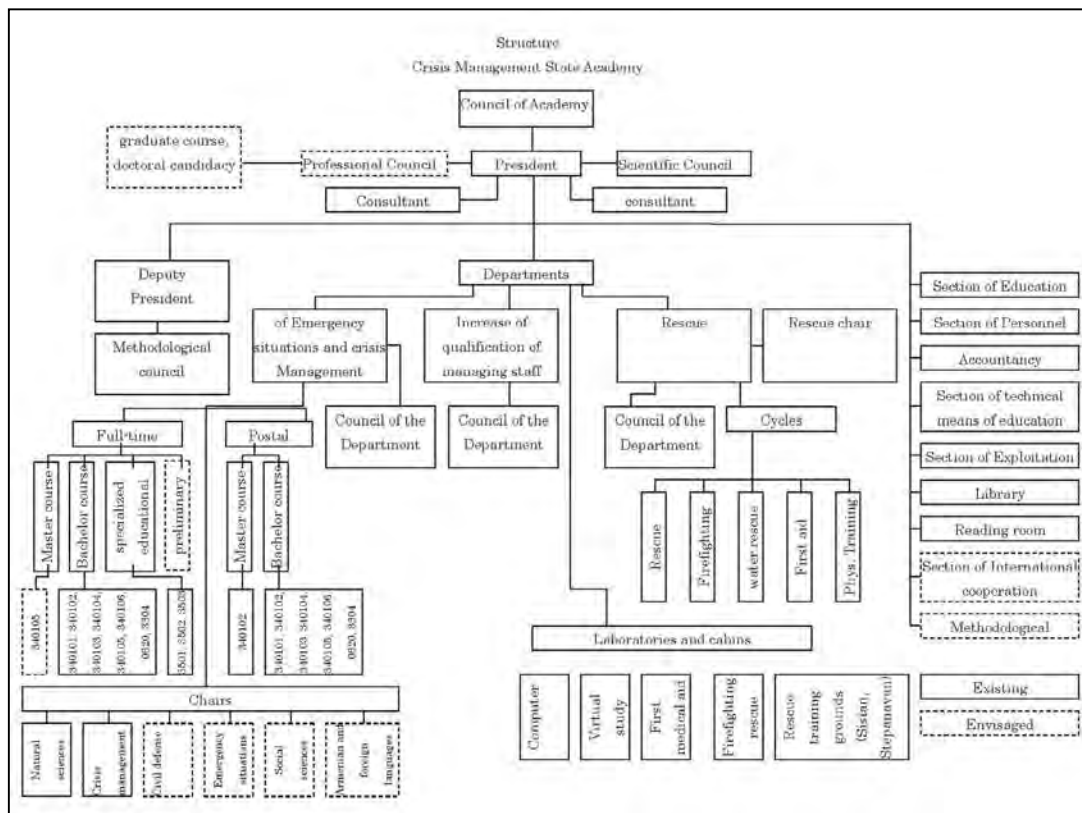 Structure
Crisis Management State Academy
Council of Academy
graduate course,
doctoral candidacy
Professional Council
President
Scientific Council
Consultant
consultant
Deputy
President
Methodological
council
Departments
of Emergency
situations and crisis
Management
Increase of
qualification of
managing staff
Rescue
Rescue chair
Council of the
Department
Council of the
Department
Council of the
Department
Cycles
Rescue
Firefighting
water rescue
First aid
Phys. Training
Full-time
Postal
Master course
Bachelor course
specialized
educational
preliminary
Master course
Bachelor course
340105
340101, 340102,
340103, 340104,
340105, 340106
0620, 3304
3501, 3502, 3503
340102
340101, 340102,
340103, 340104,
340105, 340106
0620, 3304
Chairs
Natural
sciences
Crisis
management
Civil defense
Emergency
situations
Social
sciences
Armenian and
foreign
languages
Laboratories and cabins
Computer
Virtual
study
First
medical aid
Firefighting
rescue
Rescue
training
grounds
(Sisian,
Stepanavan)
Section of Education
Section of Personnel
Accountancy
Section of technical
means of education
Section of Exploitation
Library
Reading room
Section of International
cooperation
Methodological
Existing
Envisaged